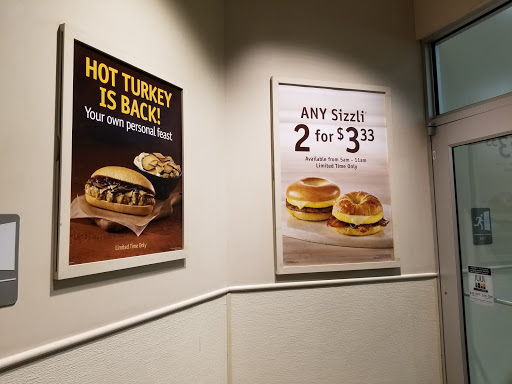 HOT TURKEY
IS BACK!
Your own personal feast
Limited Time Only
ANY Sizzli
2 for $3.33
Available from 5am - 11am
Limited Time Only